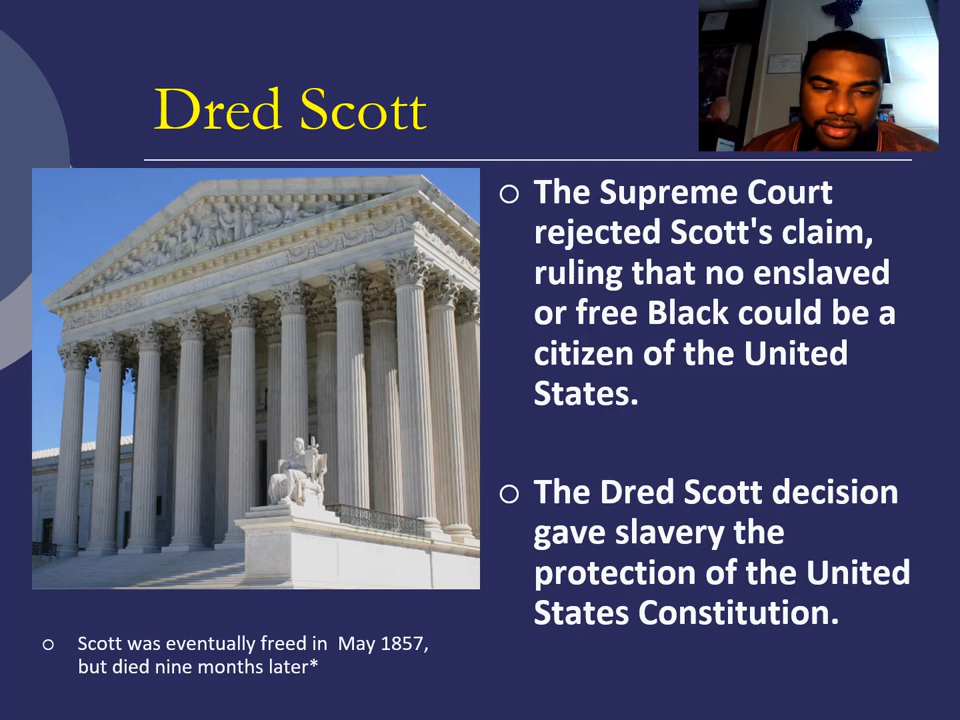 Dred Scott
The Supreme Court
rejected Scott's claim,
ruling that no enslaved
or free Black could be a
citizen of the United
States.
The Dred Scott decision
gave slavery the
protection of the United
States Constitution.
Scott was eventually freed in  May 1857,
but died nine months later*